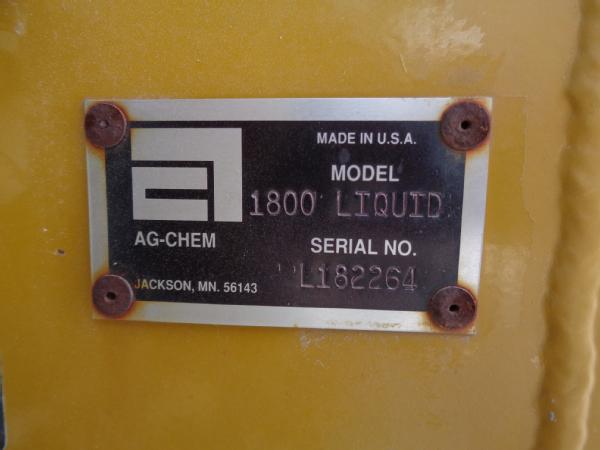 MADE IN U.S.A.
MODEL
1800 LIQUID
AG-CHEM
SERIAL NO.
JACKSON, MN. 56143
L182264